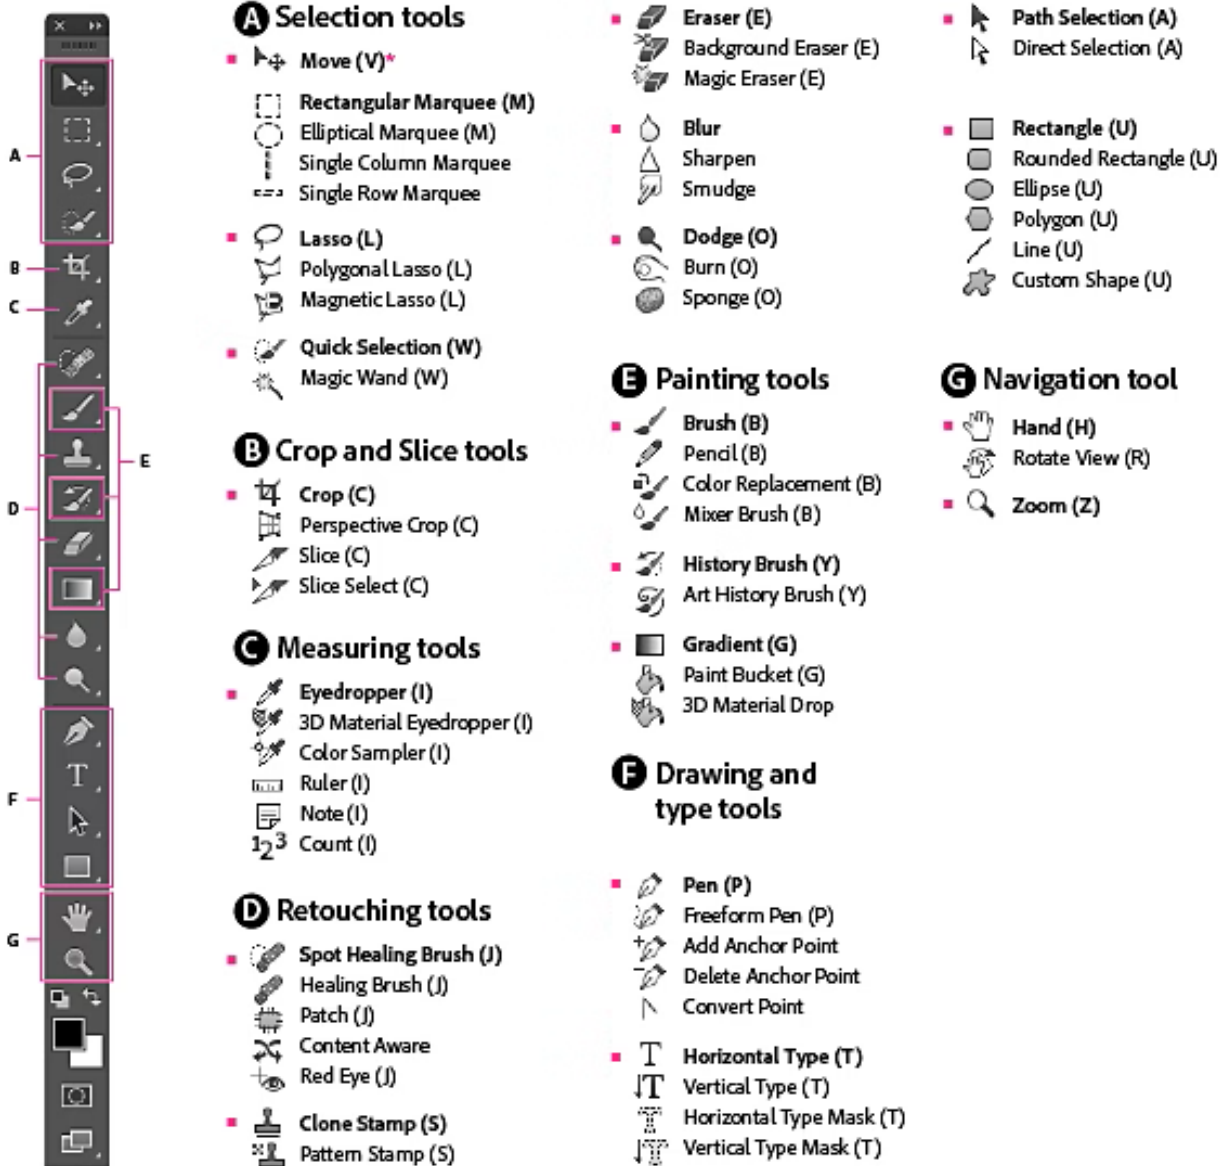 A
B
C
D
E
F
G
T
A Selection tools
Move (V)*
Rectangular Marquee (M)
Elliptical Marquee (M)
Single Column Marquee
Single Row Marquee
Lasso (L)
Polygonal Lasso (L)
Magnetic Lasso (L)
Quick Selection (W)
Magic Wand (W)
B Crop and Slice tools
Crop (C)
Perspective Crop (C)
Slice (C)
Slice Select (C)
C Measuring tools
Eyedropper (I)
3D Material Eyedropper (I)
Color Sampler (I)
Ruler (I)
Note (I)
123 Count (I)
D Retouching tools
Spot Healing Brush (J)
Healing Brush (J)
Patch (J)
Content Aware
Red Eye (J)
Clone Stamp (S)
Pattern Stamp (S)
Eraser (E)
Background Eraser (E)
Magic Eraser (E)
Blur
Sharpen
Smudge
Dodge (O)
Burn (O)
Sponge (O)
E Painting tools
Brush (B)
Pencil (B)
Color Replacement (B)
Mixer Brush (B)
History Brush (Y)
Art History Brush (Y)
Gradient (G)
Paint Bucket (G)
3D Material Drop
F Drawing and
type tools
Pen (P)
Freeform Pen (P)
Add Anchor Point
Delete Anchor Point
Convert Point
T Horizontal Type (T)
T Vertical Type (T)
T Horizontal Type Mask (T)
T Vertical Type Mask (T)
Path Selection (A)
Direct Selection (A)
Rectangle (U)
Rounded Rectangle (U)
Ellipse (U)
Polygon (U)
Line (U)
Custom Shape (U)
G Navigation tool
Hand (H)
Rotate View (R)
Zoom (Z)